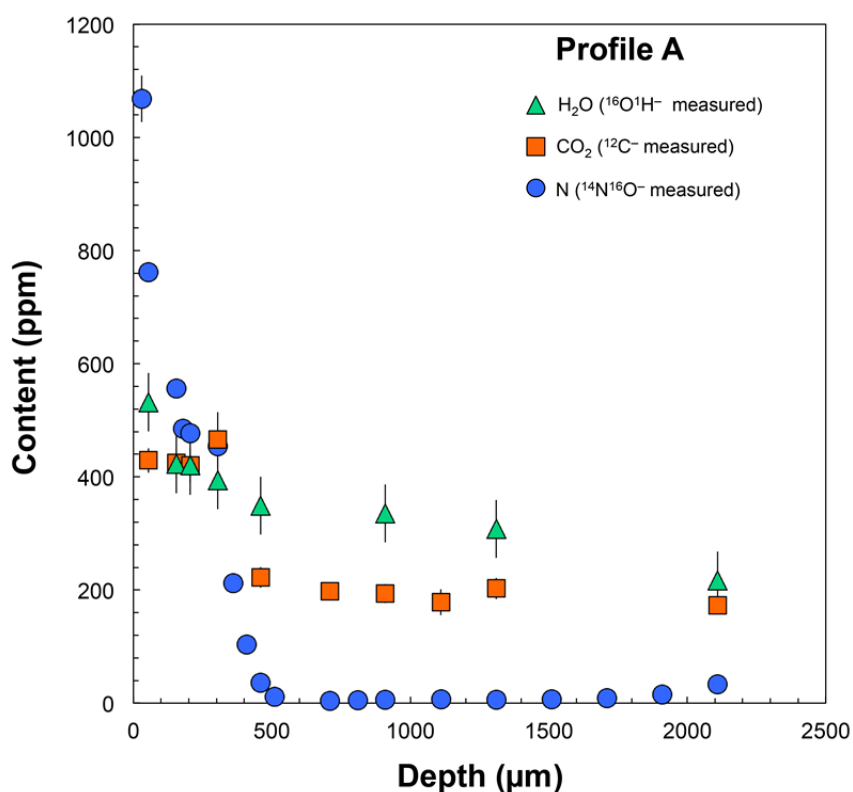 Profile A
H₂O (¹⁶O¹H⁻ measured)
CO₂ (¹²C⁻ measured)
N (¹⁴N¹⁶O⁻ measured)
Content (ppm)
1200
1000
800
600
400
200
0
0 500 1000 1500 2000 2500
Depth (µm)